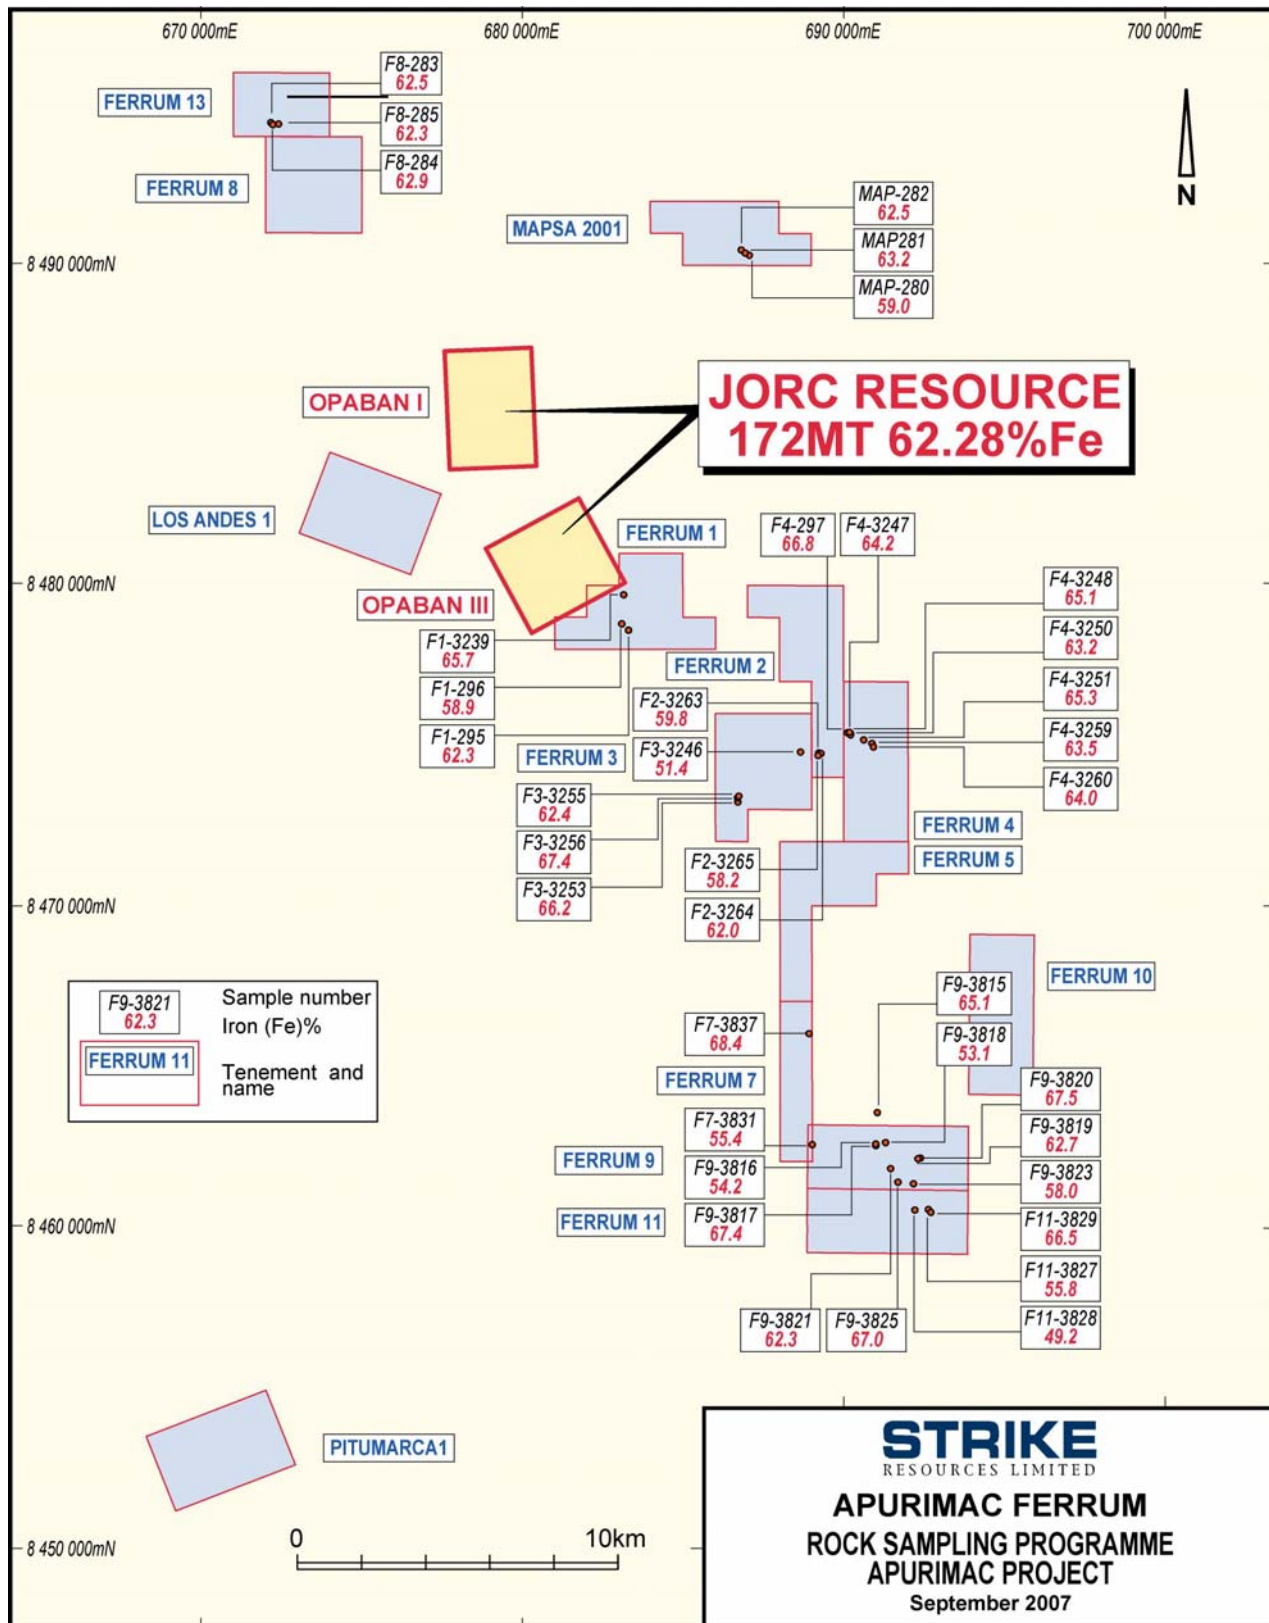 670 000mE
680 000mE
690 000mE
700 000mE
F8-283
62.5
FERRUM 13
F8-285
62.3
F8-284
62.9
FERRUM 8
N
MAP-282
62.5
MAPSA 2001
MAP281
63.2
8 490 000mN
MAP-280
59.0
JORC RESOURCE
172MT 62.28%Fe
OPABAN I
LOS ANDES 1
FERRUM 1
F4-297
66.8
F4-3247
64.2
8 480 000mN
F4-3248
65.1
OPABAN III
F4-3250
63.2
F1-3239
65.7
FERRUM 2
F4-3251
65.3
F1-296
58.9
F2-3263
59.8
F4-3259
63.5
F1-295
62.3
FERRUM 3
F3-3246
51.4
F4-3260
64.0
F3-3255
62.4
FERRUM 4
F3-3256
67.4
FERRUM 5
F2-3265
58.2
F3-3253
66.2
8 470 000mN
F2-3264
62.0
FERRUM 10
F9-3815
65.1
F9-3821
62.3
Sample number
Iron (Fe)%
FERRUM 11
Tenement and
name
F7-3837
68.4
F9-3818
53.1
FERRUM 7
F9-3820
67.5
F7-3831
55.4
F9-3819
62.7
FERRUM 9
F9-3816
54.2
F9-3823
58.0
8 460 000mN
FERRUM 11
F9-3817
67.4
F11-3829
66.5
F11-3827
55.8
F9-3821
62.3
F9-3825
67.0
F11-3828
49.2
PITUMARCA1
8 450 000mN
0
10km
STRIKE
RESOURCES LIMITED
APURIMAC FERRUM
ROCK SAMPLING PROGRAMME
APURIMAC PROJECT
September 2007